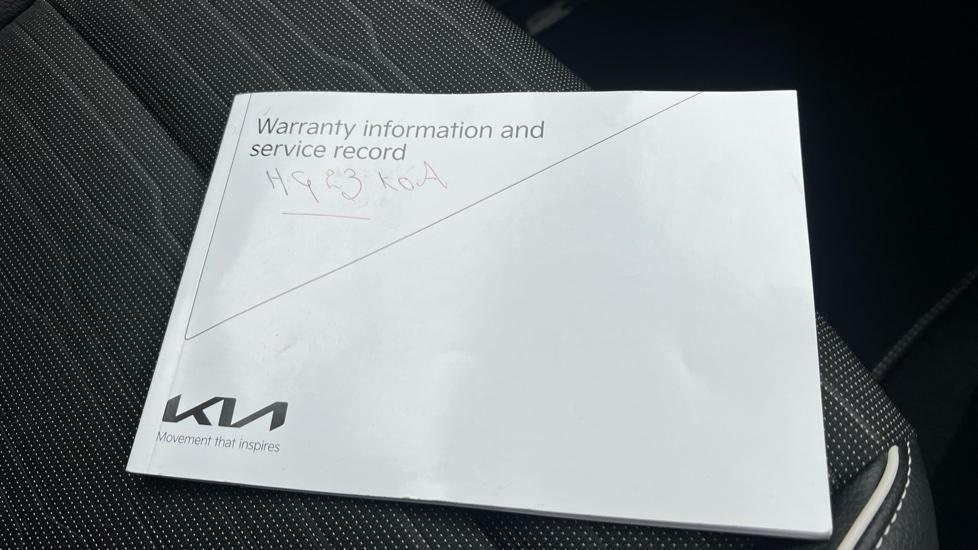 Warranty information and
service record
HG23 KOA
KIA
Movement that inspires